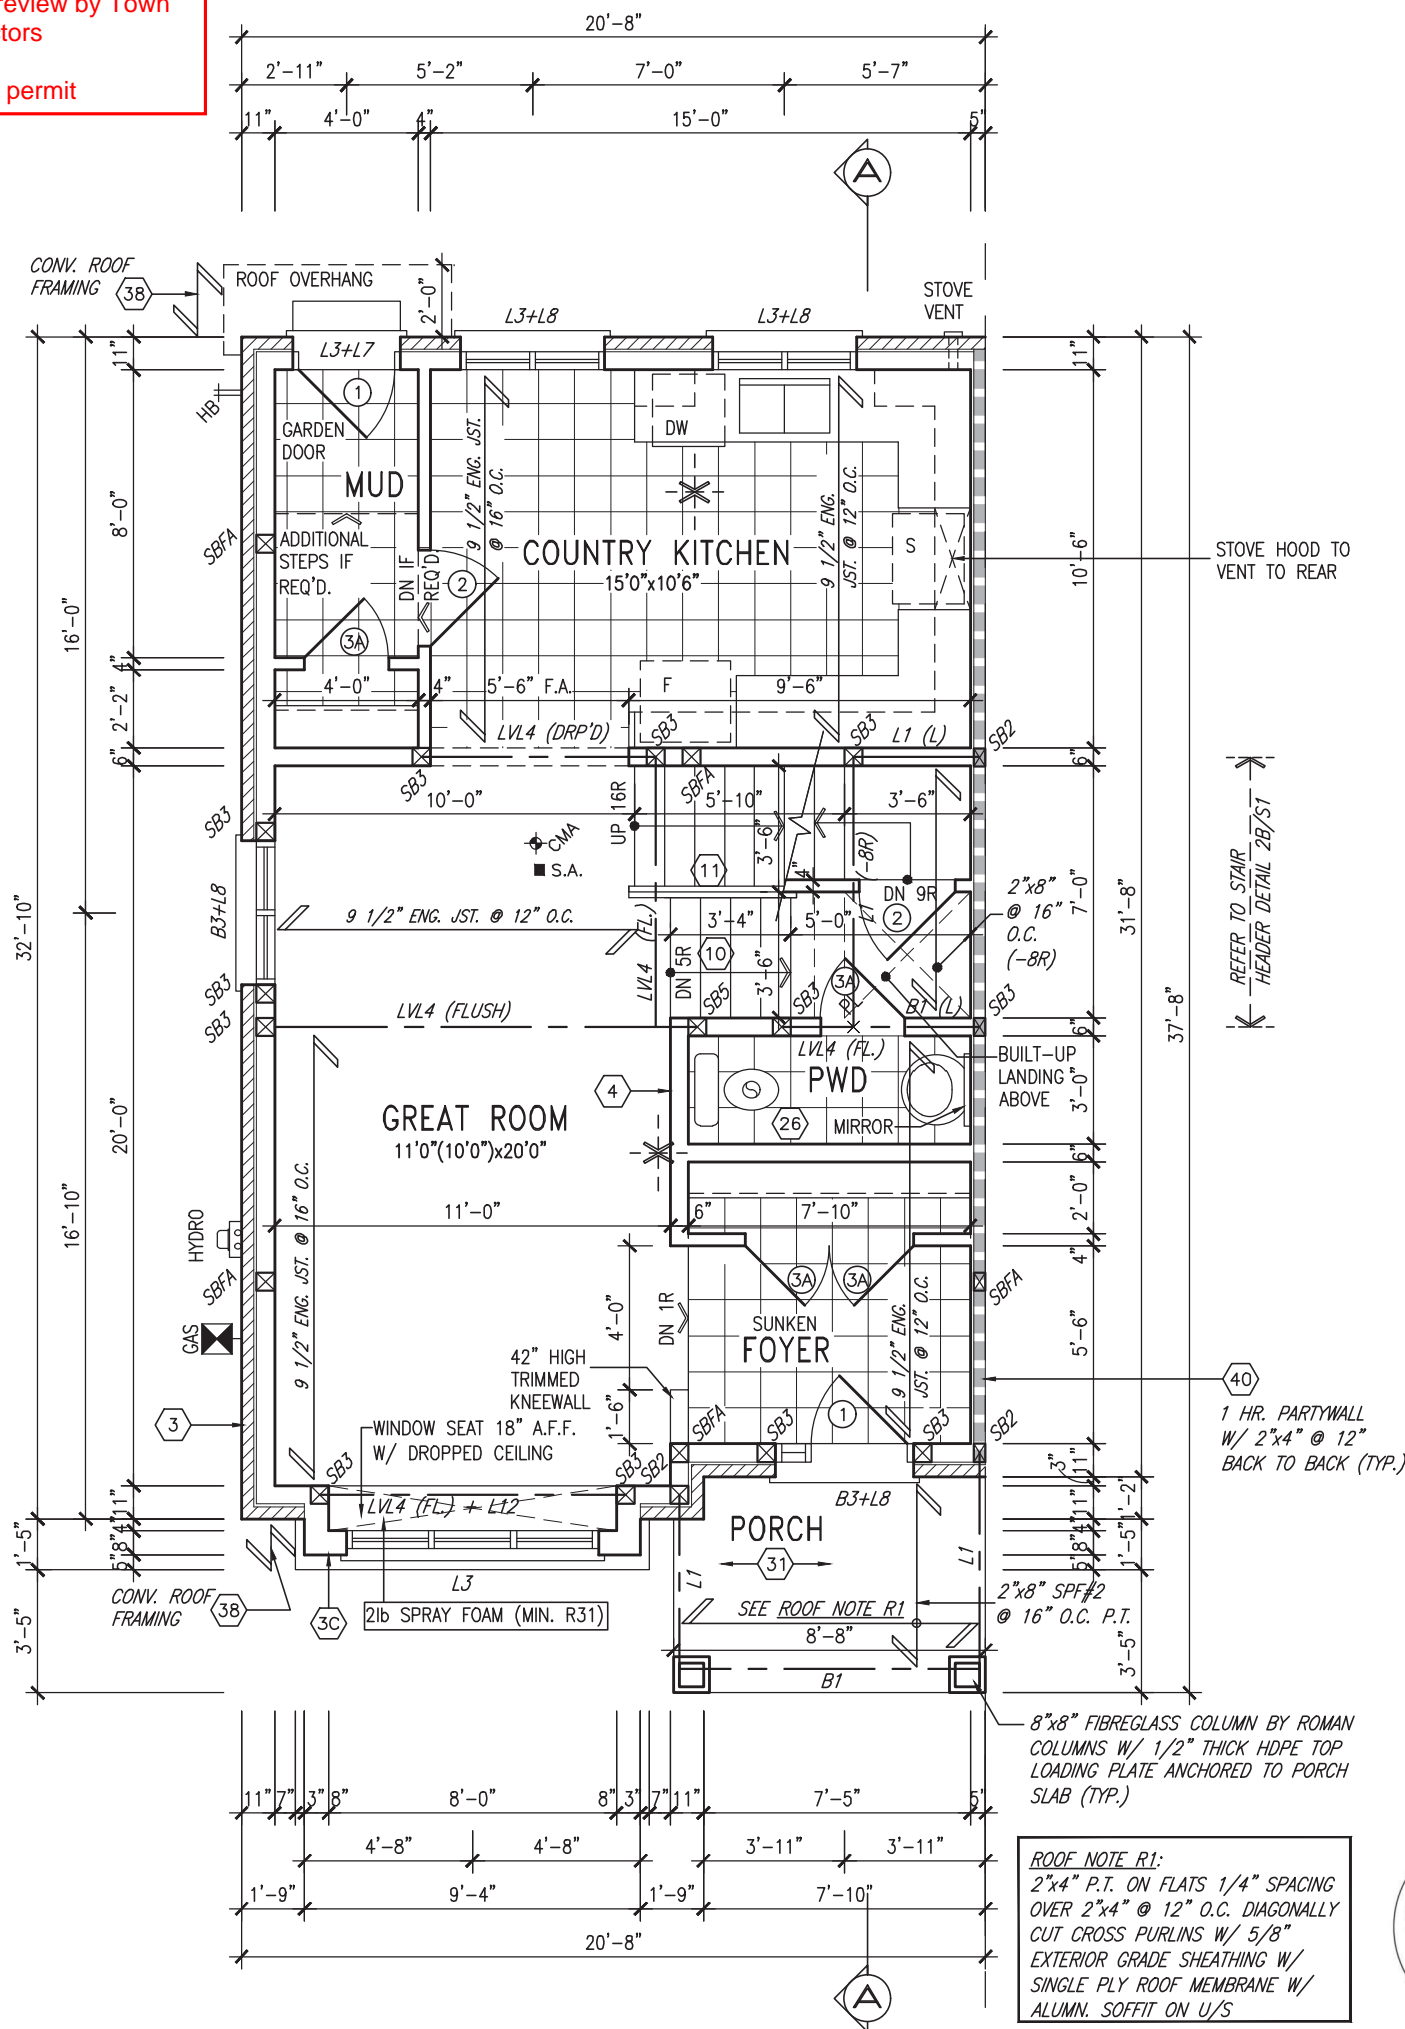 review by Town
ctors
permit
20'-8"
2'-11" 5'-2" 7'-0" 5'-7"
11" 4'-0" 4" 15'-0" 5"
A
CONV. ROOF
FRAMING
38
ROOF OVERHANG
2'-0"
STOVE
VENT
L3+L8 L3+L8
L3+L7
11" 11"
HB
1
GARDEN
DOOR
MUD
9 1/2" ENG. JST.
@ 16" O.C.
DW
9 1/2" ENG.
JST. @ 12" O.C.
S
COUNTRY KITCHEN
15'0"x10'6"
STOVE HOOD TO
VENT TO REAR
SBFA
ADDITIONAL
STEPS IF
REQ'D.
DN IF
REQ'D.
2
3A
8'-0"
10'-6"
16'-0"
4"
2'-2"
6"
4'-0" 4" 5'-6" F.A. F 9'-6"
LVL4 (DRP'D) SB3 SB3 L1 (L) SB2
6"
SB3
SB3
10'-0" UP 16R SBFA 5'-10" 3'-6"
CMA
S.A.
3'-6"
4"
L1 (-8R)
11
DN 9R
2
2"x8"
@ 16"
O.C.
(-8R)
7'-0"
31'-8"
REFER TO STAIR
HEADER DETAIL 2B/S1
B3+L8
32'-10"
9 1/2" ENG. JST. @ 12" O.C.
LVL4 (FL.)
3'-4" 5'-0"
DN 5R
10
3'-6"
3A
SB3
SB3
LVL4 (FLUSH)
SB5 SB3 B1 (L) SB3
6"
37'-8"
LVL4 (FL.)
PWD
BUILT-UP
LANDING
ABOVE
3'-0"
4
26
MIRROR
GREAT ROOM
11'0"(10'0")x20'0"
20'-0"
6"
16'-10"
9 1/2" ENG. JST. @ 16" O.C.
11'-0" 6" 7'-10"
2'-0"
4"
HYDRO
SBFA
GAS
3A 3A
SBFA
4'-0"
DN 1R
SUNKEN
FOYER
9 1/2" ENG.
JST. @ 12" O.C.
5'-6"
42" HIGH
TRIMMED
KNEEWALL
1'-6"
1
40
1 HR. PARTYWALL
W/ 2"x4" @ 12"
BACK TO BACK (TYP.)
3
WINDOW SEAT 18" A.F.F.
W/ DROPPED CEILING
SBFA SB3 SB3 SB2
SB3 SB3 SB2
3" 11"
11" 11" 1'-2"
LVL4 (FL.) + L12
B3+L8
PORCH
31
1'-5" 4" 4" 1'-5"
5" 8" 5" 8"
L3
L1 L1
CONV. ROOF
FRAMING
38
3C
2lb SPRAY FOAM (MIN. R31)
SEE ROOF NOTE R1
2"x8" SPF#2
@ 16" O.C. P.T.
3'-5"
8'-8"
3'-5"
B1
8"x8" FIBREGLASS COLUMN BY ROMAN
COLUMNS W/ 1/2" THICK HDPE TOP
LOADING PLATE ANCHORED TO PORCH
SLAB (TYP.)
11" 7" 3" 8" 8'-0" 8" 3" 7" 11" 7'-5" 5"
4'-8" 4'-8" 3'-11" 3'-11"
1'-9" 9'-4" 1'-9" 7'-10"
20'-8"
A
ROOF NOTE R1:
2"x4" P.T. ON FLATS 1/4" SPACING
OVER 2"x4" @ 12" O.C. DIAGONALLY
CUT CROSS PURLINS W/ 5/8"
EXTERIOR GRADE SHEATHING W/
SINGLE PLY ROOF MEMBRANE W/
ALUMN. SOFFIT ON U/S